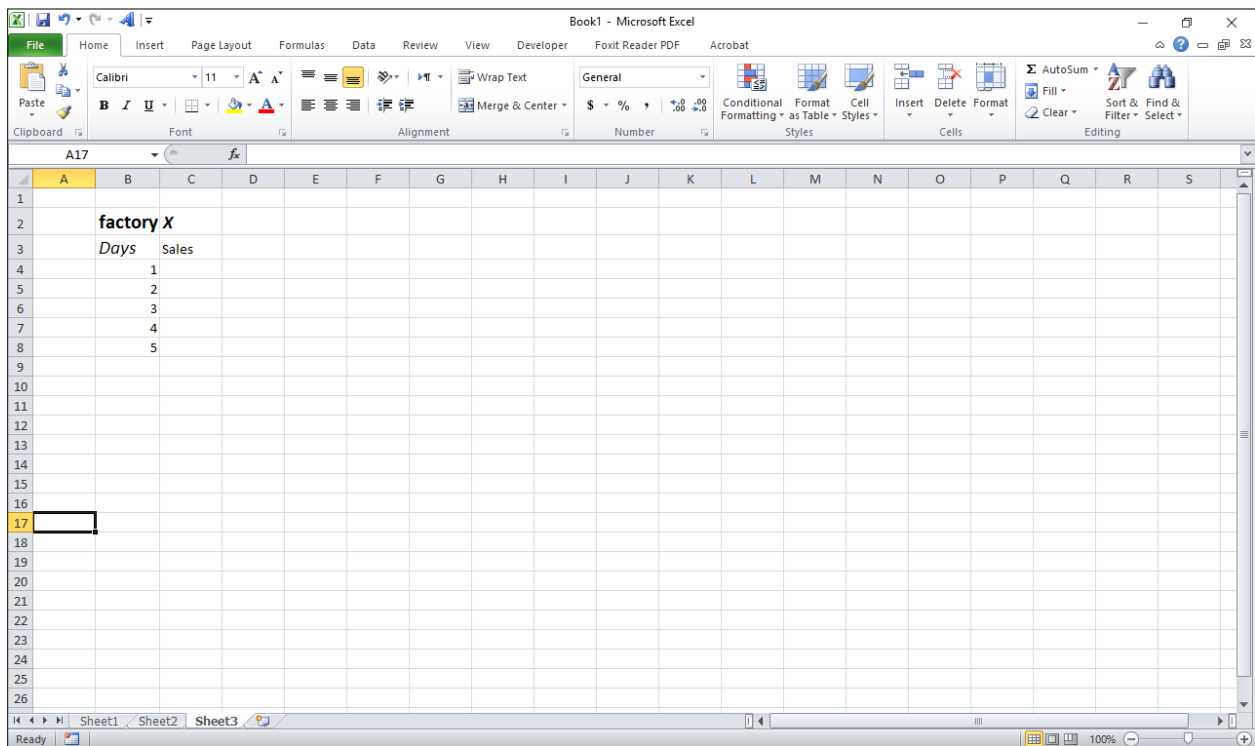 Book1 - Microsoft Excel
File Home Insert Page Layout Formulas Data Review View Developer Foxit Reader PDF Acrobat
Calibri 11 A A Wrap Text General Σ AutoSum
Fill
Paste B I U A Merge & Center $ % , .0 .00 .00 .0 Conditional Formatting Format as Table Cell Styles Insert Delete Format Clear Sort & Filter Find & Select
Clipboard Font Alignment Number Styles Cells Editing
A17 fx
A B C D E F G H I J K L M N O P Q R S
1
2 factory X
3 Days Sales
4 1
5 2
6 3
7 4
8 5
9
10
11
12
13
14
15
16
17
18
19
20
21
22
23
24
25
26
Sheet1 Sheet2 Sheet3
Ready 100%